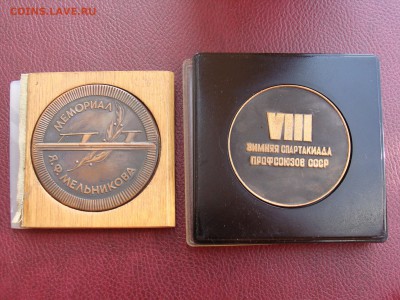 COINS.LAVE.RU
МЕМОРИАЛ
Я.Ф.МЕЛЬНИКОВА
VIII
ЗИМНЯЯ СПАРТАКИАДА
ПРОФСОЮЗОВ СССР